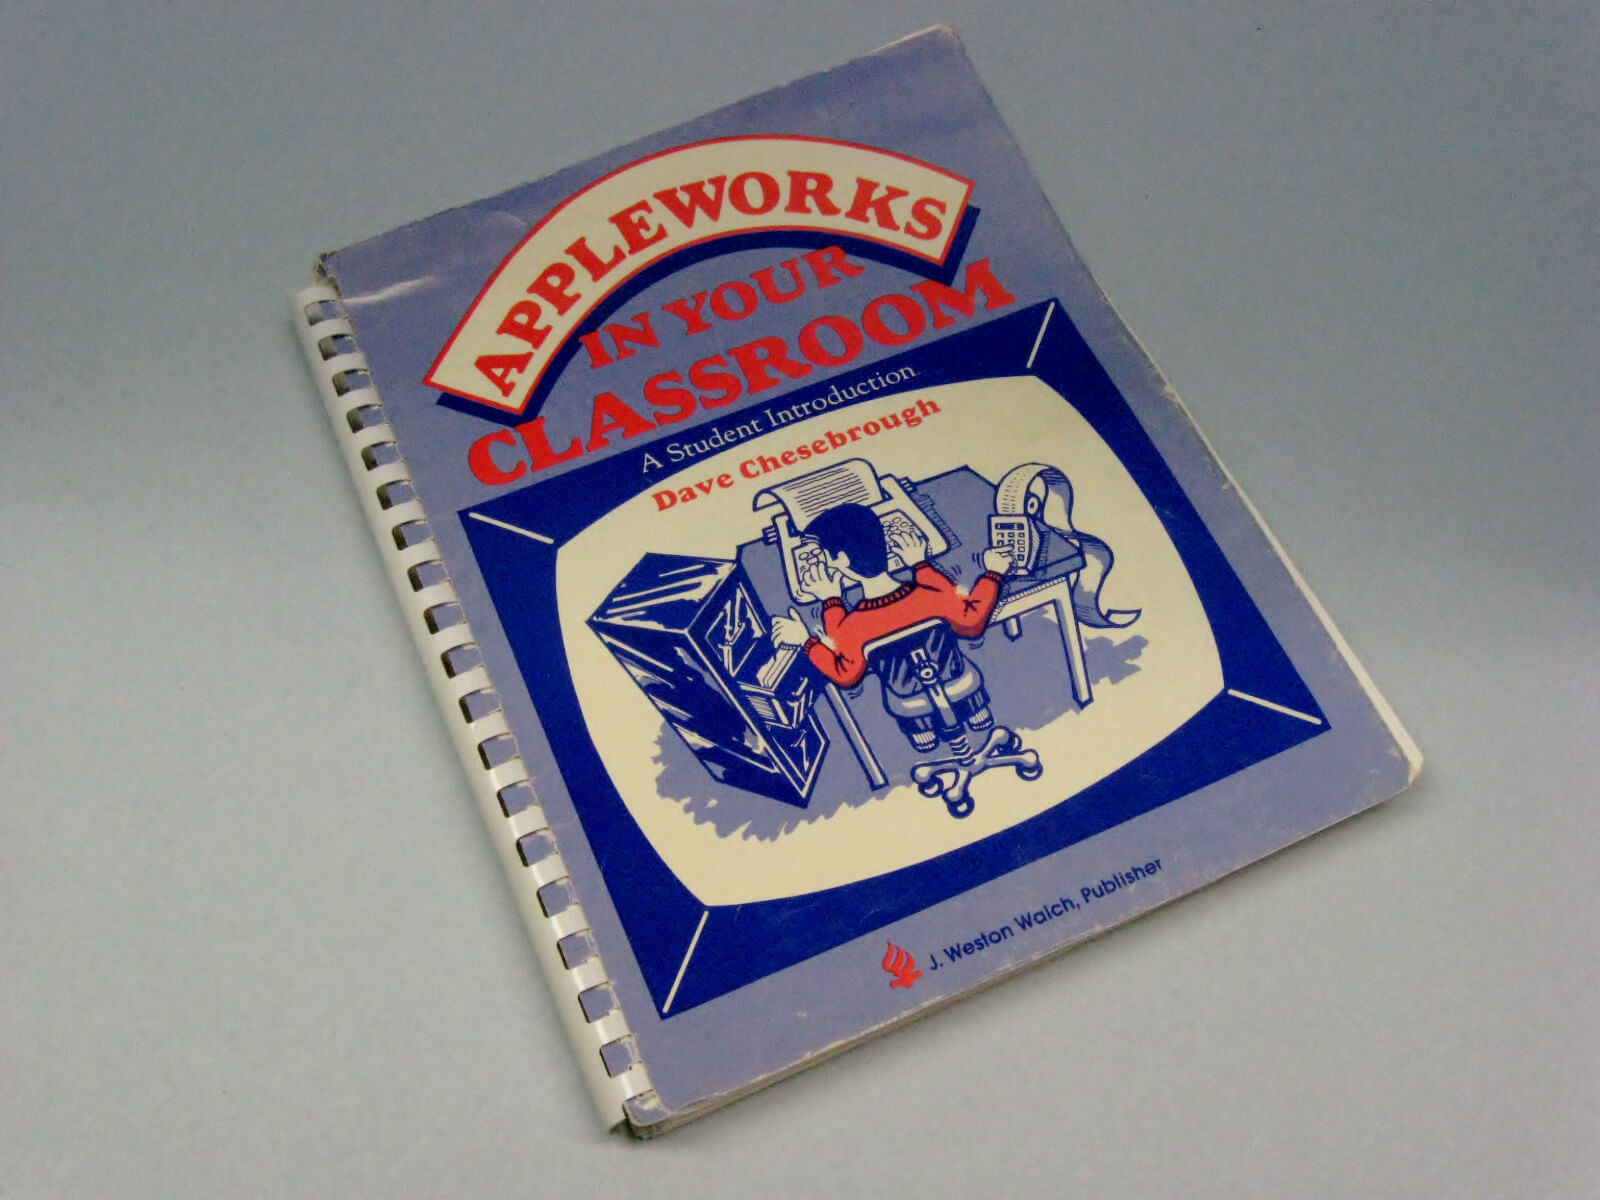 APPLEWORKS
IN YOUR
CLASSROOM
A Student Introduction
Dave Chesebrough
J. Weston Walch, Publisher